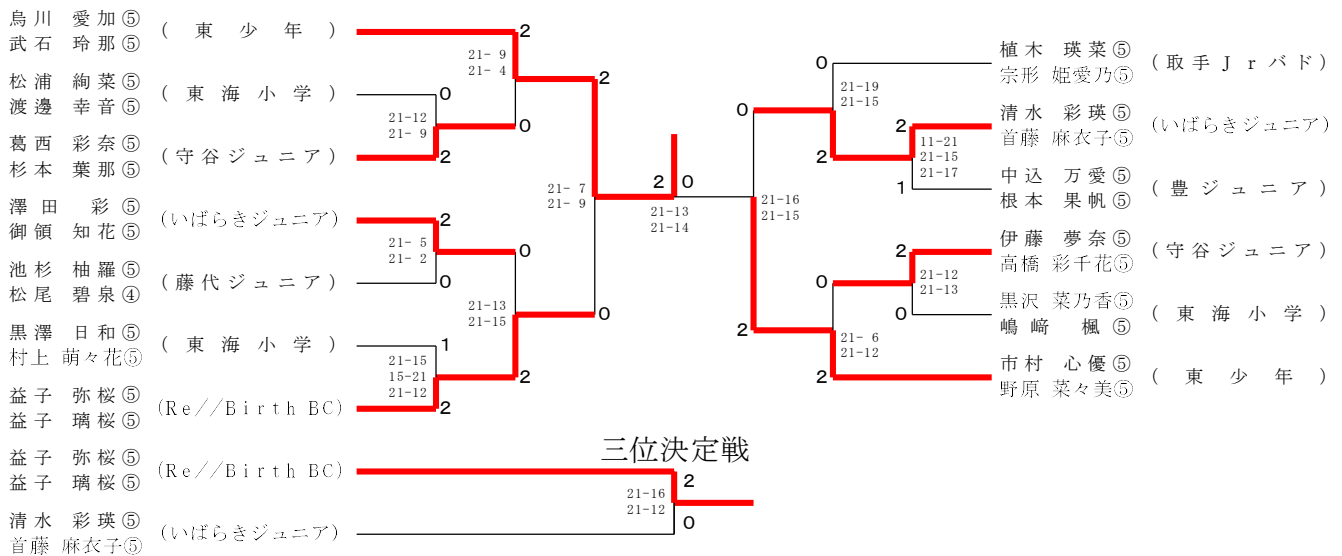 烏川 愛加⑤
武石 玲那⑤
(東少年)
松浦 絢菜⑤
渡邊 幸音⑤
(東海小学)
葛西 彩奈⑤
杉本 葉那⑤
(守谷ジュニア)
澤田 彩⑤
御領 知花⑤
(いばらきジュニア)
池杉 柚羅⑤
松尾 碧泉④
(藤代ジュニア)
黒澤 日和⑤
村上 萌々花⑤
(東海小学)
益子 弥桜⑤
益子 璃桜⑤
(Re//Birth BC)
2
21- 9
21- 4
0
0
21-12
21- 9
2
2
21- 5
21- 2
0
0
21-13
21-15
2
1
21-15
15-21
21-12
2
2
21- 7
21- 9
0
2 0
21-13
21-14
0
21-16
21-15
2
0
21-19
21-15
2
2
11-21
21-15
21-17
1
2
21-12
21-13
0
0
21- 6
21-12
2
植木 瑛菜⑤
宗形 姫愛乃⑤
(取手Jrバド)
清水 彩瑛⑤
首藤 麻衣子⑤
(いばらきジュニア)
中込 万愛⑤
根本 果帆⑤
(豊ジュニア)
伊藤 夢奈⑤
高橋 彩千花⑤
(守谷ジュニア)
黒沢 菜乃香⑤
嶋﨑 楓⑤
(東海小学)
市村 心優⑤
野原 菜々美⑤
(東少年)
三位決定戦
益子 弥桜⑤
益子 璃桜⑤
(Re//Birth BC)
清水 彩瑛⑤
首藤 麻衣子⑤
(いばらきジュニア)
2
21-16
21-12
0